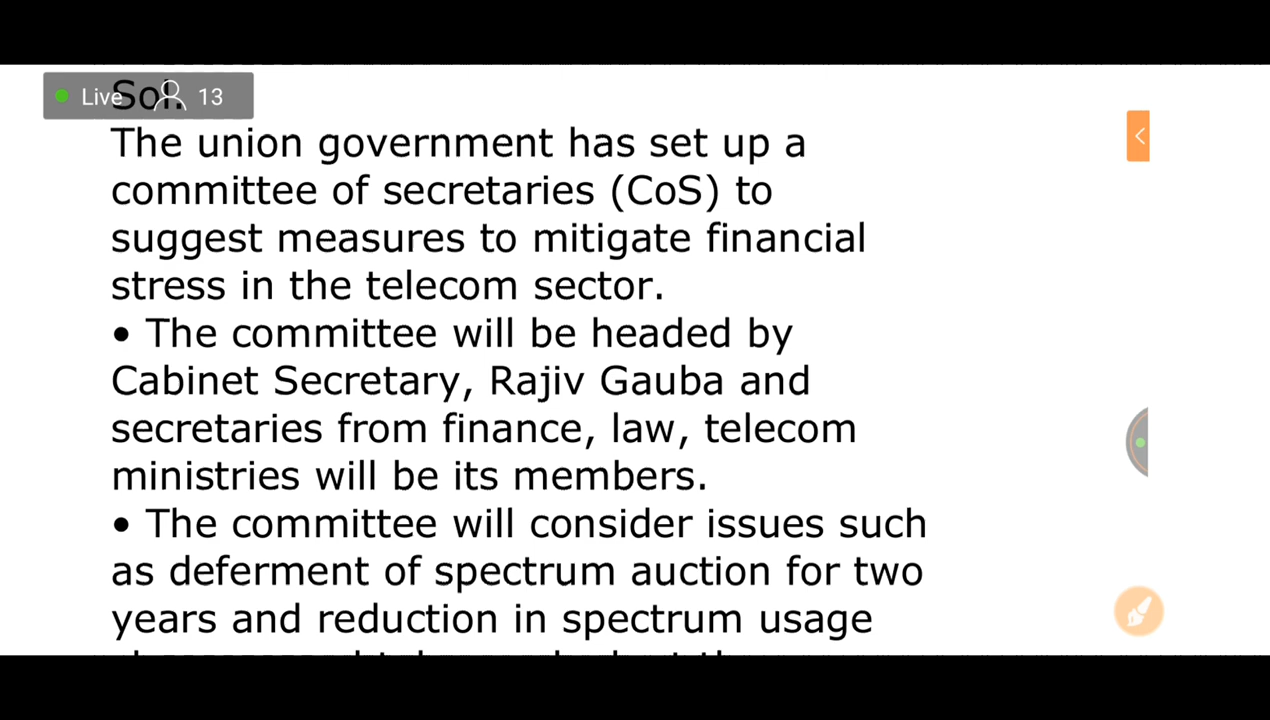 Sol.
Live 13
The union government has set up a
committee of secretaries (CoS) to
suggest measures to mitigate financial
stress in the telecom sector.
• The committee will be headed by
Cabinet Secretary, Rajiv Gauba and
secretaries from finance, law, telecom
ministries will be its members.
• The committee will consider issues such
as deferment of spectrum auction for two
years and reduction in spectrum usage